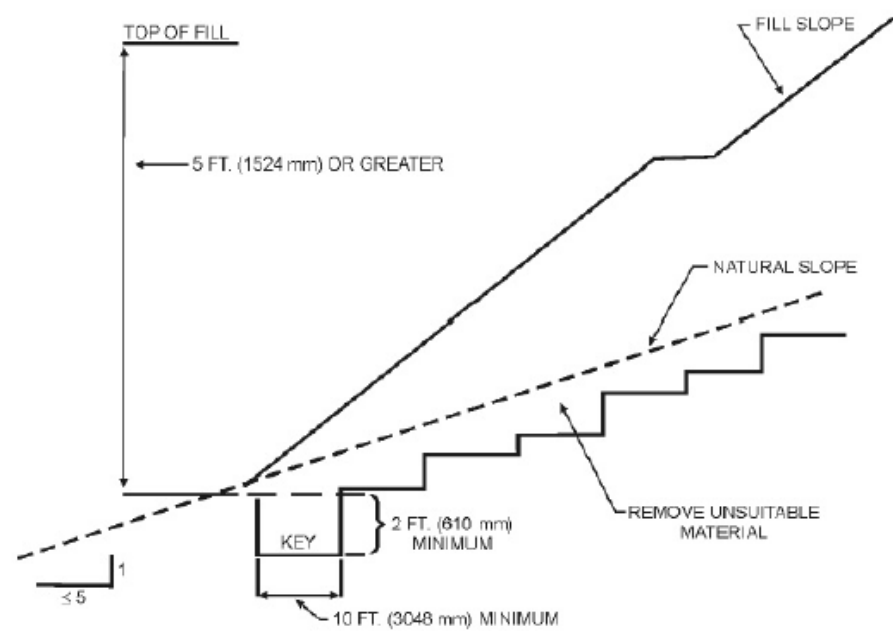 TOP OF FILL
FILL SLOPE
5 FT. (1524 mm) OR GREATER
NATURAL SLOPE
REMOVE UNSUITABLE
MATERIAL
2 FT. (610 mm)
MINIMUM
KEY
1
≤ 5
10 FT. (3048 mm) MINIMUM